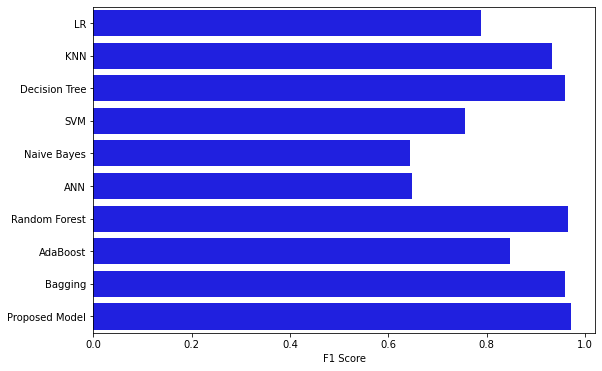 LR
KNN
Decision Tree
SVM
Naive Bayes
ANN
Random Forest
AdaBoost
Bagging
Proposed Model
0.0 0.2 0.4 0.6 0.8 1.0
F1 Score